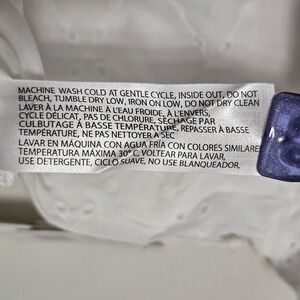 MACHINE WASH COLD AT GENTLE CYCLE, INSIDE OUT, DO NOT
BLEACH, TUMBLE DRY LOW, IRON ON LOW, DO NOT DRY CLEAN
LAVER À LA MACHINE À L'EAU FROIDE, À L'ENVERS,
CYCLE DÉLICAT, PAS DE CHLORURE, SÉCHAGE PAR
CULBUTAGE À BASSE TEMPÉRATURE, REPASSER À BASSE
TEMPÉRATURE, NE PAS NETTOYER A SEC
LAVAR EN MÁQUINA CON AGUA FRÍA CON COLORES SIMILARES
TEMPERATURA MÁXIMA 30° C, VOLTEAR PARA LAVAR,
USE DETERGENTE, CICLO SUAVE, NO USE BLANQUEADOR,